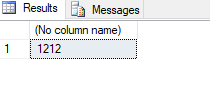 Results Messages
(No column name)
1 1212